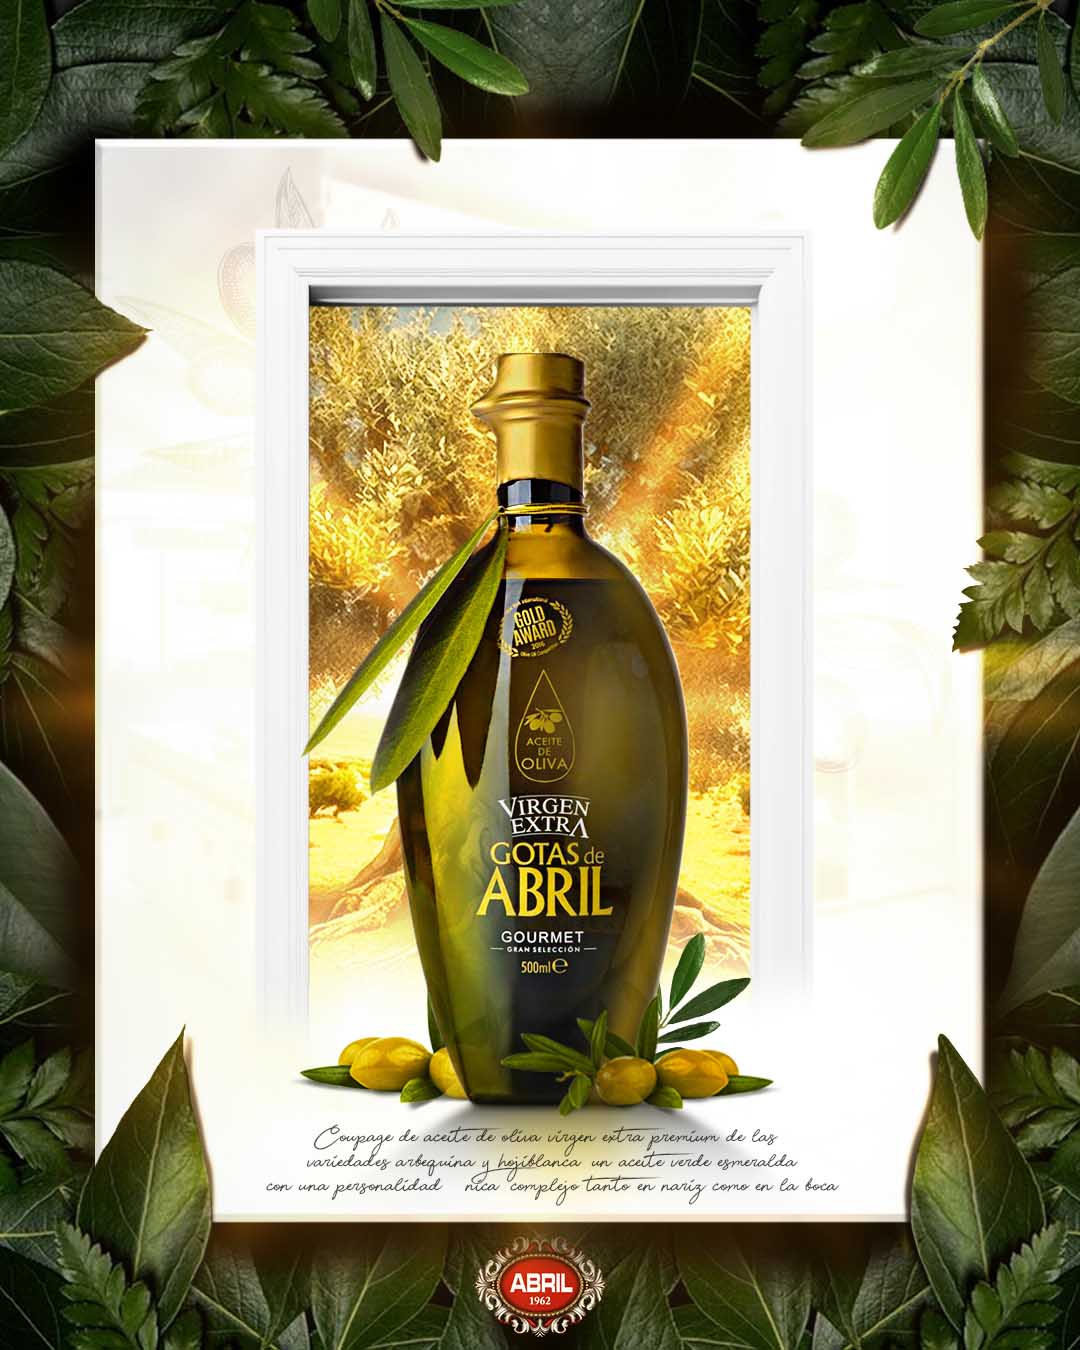 GOLD
AWARD
2016
ACEITE
DE
OLIVA
VIRGEN
EXTRA
GOTAS de
ABRIL
GOURMET
GRAN SELECCIÓN
500ml℮
Coupage de aceite de oliva virgen extra premium de las
variedades arbequina y hojiblanca un aceite verde esmeralda
con una personalidad nica complejo tanto en nariz como en la boca
ABRIL
1962